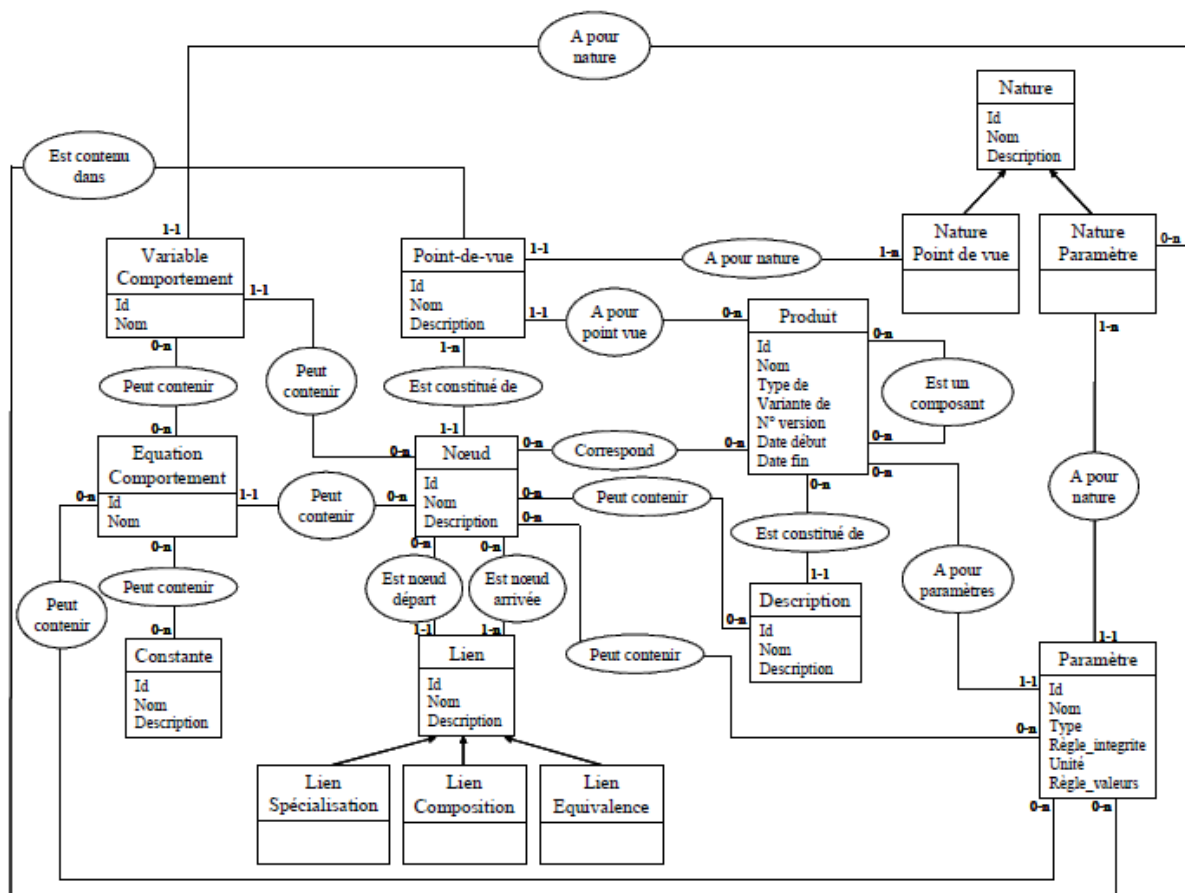 A pour
nature
Nature
Id
Nom
Description
Est contenu
dans
1-1
Variable
Comportement
Id
Nom
1-1
0-n
Point-de-vue
Id
Nom
Description
1-1
1-1
1-n
A pour nature
1-n
Nature
Point de vue
Nature
Paramètre
0-n
1-n
A pour
point vue
0-n
Produit
Id
Nom
Type de
Variante de
N° version
Date début
Date fin
0-n
Est un
composant
0-n
0-n
0-n
Peut contenir
Peut
contenir
Est constitué de
0-n
1-1
0-n
Equation
Comportement
Id
Nom
0-n
1-1
0-n
Peut
contenir
0-n
Nœud
Id
Nom
Description
0-n
0-n
0-n
0-n
0-n
Correspond
0-n
Peut contenir
A pour
nature
Est constitué de
1-1
Peut
contenir
Peut contenir
0-n
Est nœud
départ
Est nœud
arrivée
1-1
1-n
A pour
paramètres
Description
Id
Nom
Description
0-n
Peut contenir
Constante
Id
Nom
Description
Lien
Id
Nom
Description
1-1
1-1
0-n
Paramètre
Id
Nom
Type
Règle_integrite
Unité
Règle_valeurs
0-n
0-n
Lien
Spécialisation
Lien
Composition
Lien
Equivalence